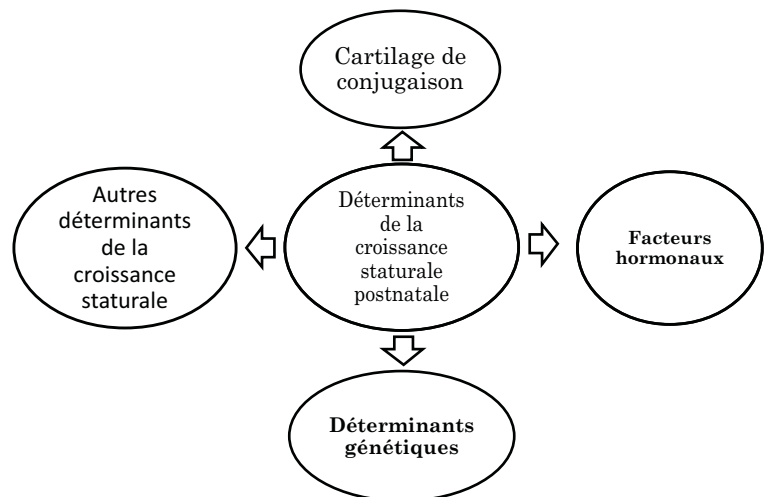 Cartilage de
conjugaison
Autres
déterminants
de la
croissance
staturale
Déterminants
de la
croissance
staturale
postnatale
Facteurs
hormonaux
Déterminants
génétiques